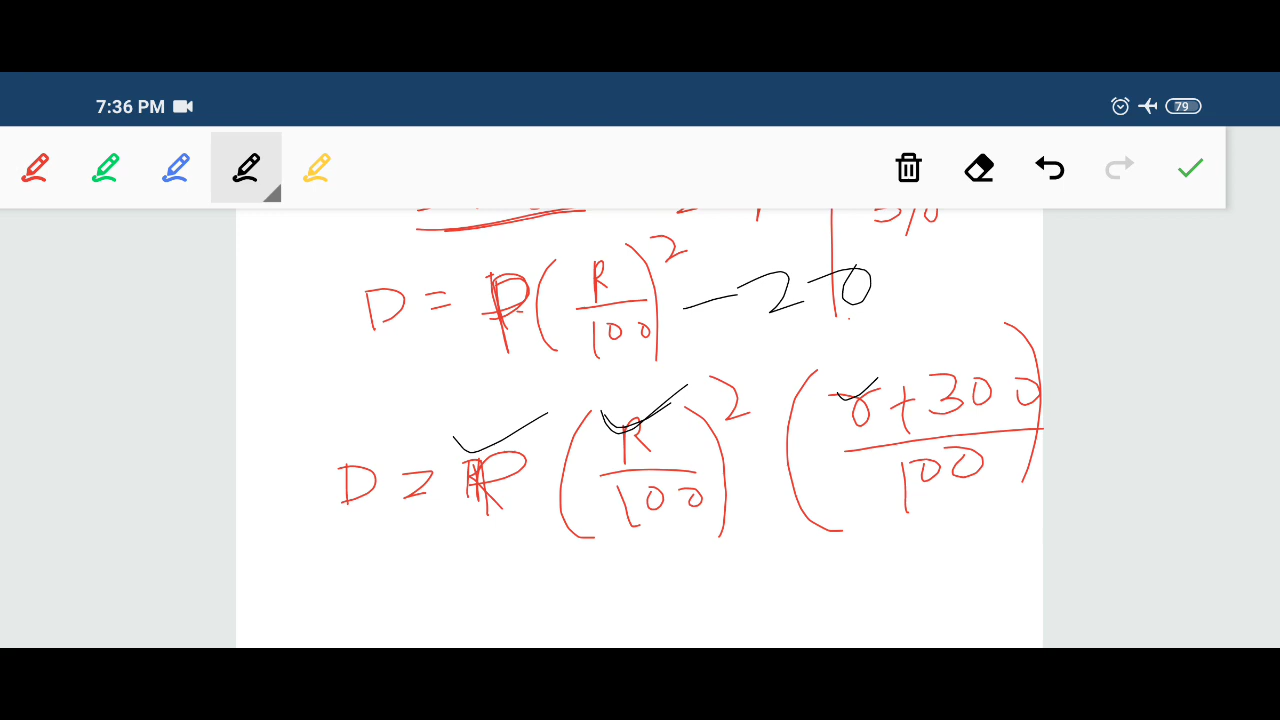 7:36 PM
79
D = P(R/100)² - 20
D = P(R/100)² (r+300/100)